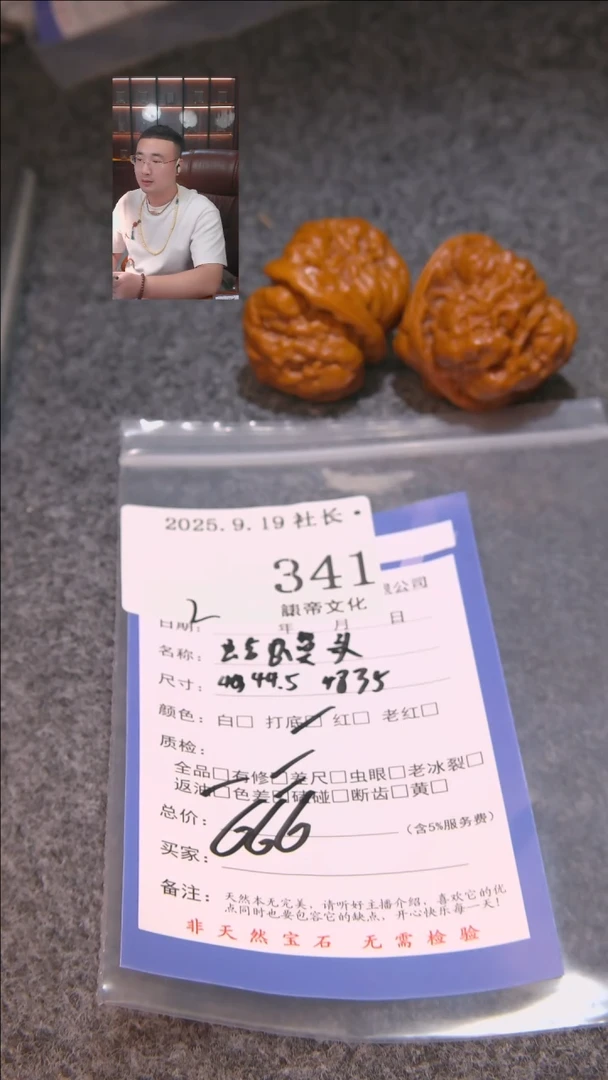 2025.9.19 社长·
341
限公司
2 㥽帝文化
日期: 年 月 日
名称:
尺寸: 44.5
颜色: 白□ 打底□ 红□ 老红□
质检:
全品□有修□差尺□虫眼□老冰裂□
返油□色差□磕碰□断齿□黄□
总价: 666 (含5%服务费)
买家:
备注: 天然本无完美,请听好主播介绍,喜欢它的优
点同时也要包容它的缺点,开心快乐每一天!
非天然宝石 无需检验